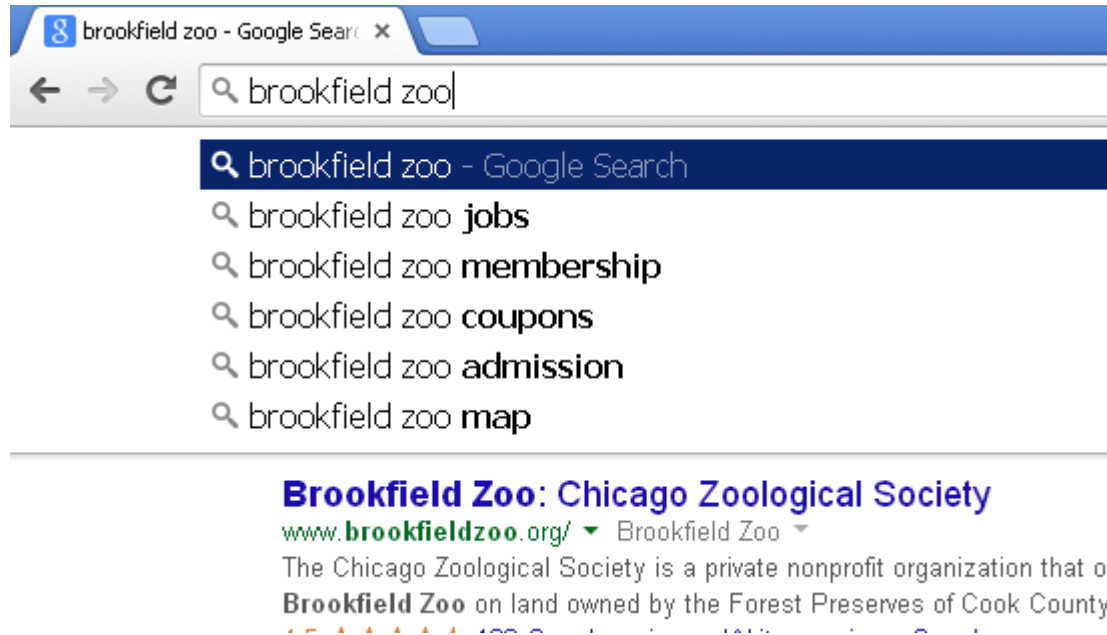 brookfield zoo - Google Sear
brookfield zoo
brookfield zoo - Google Search
brookfield zoo jobs
brookfield zoo membership
brookfield zoo coupons
brookfield zoo admission
brookfield zoo map
Brookfield Zoo: Chicago Zoological Society
www.brookfieldzoo.org/ Brookfield Zoo
The Chicago Zoological Society is a private nonprofit organization that o
Brookfield Zoo on land owned by the Forest Preserves of Cook County